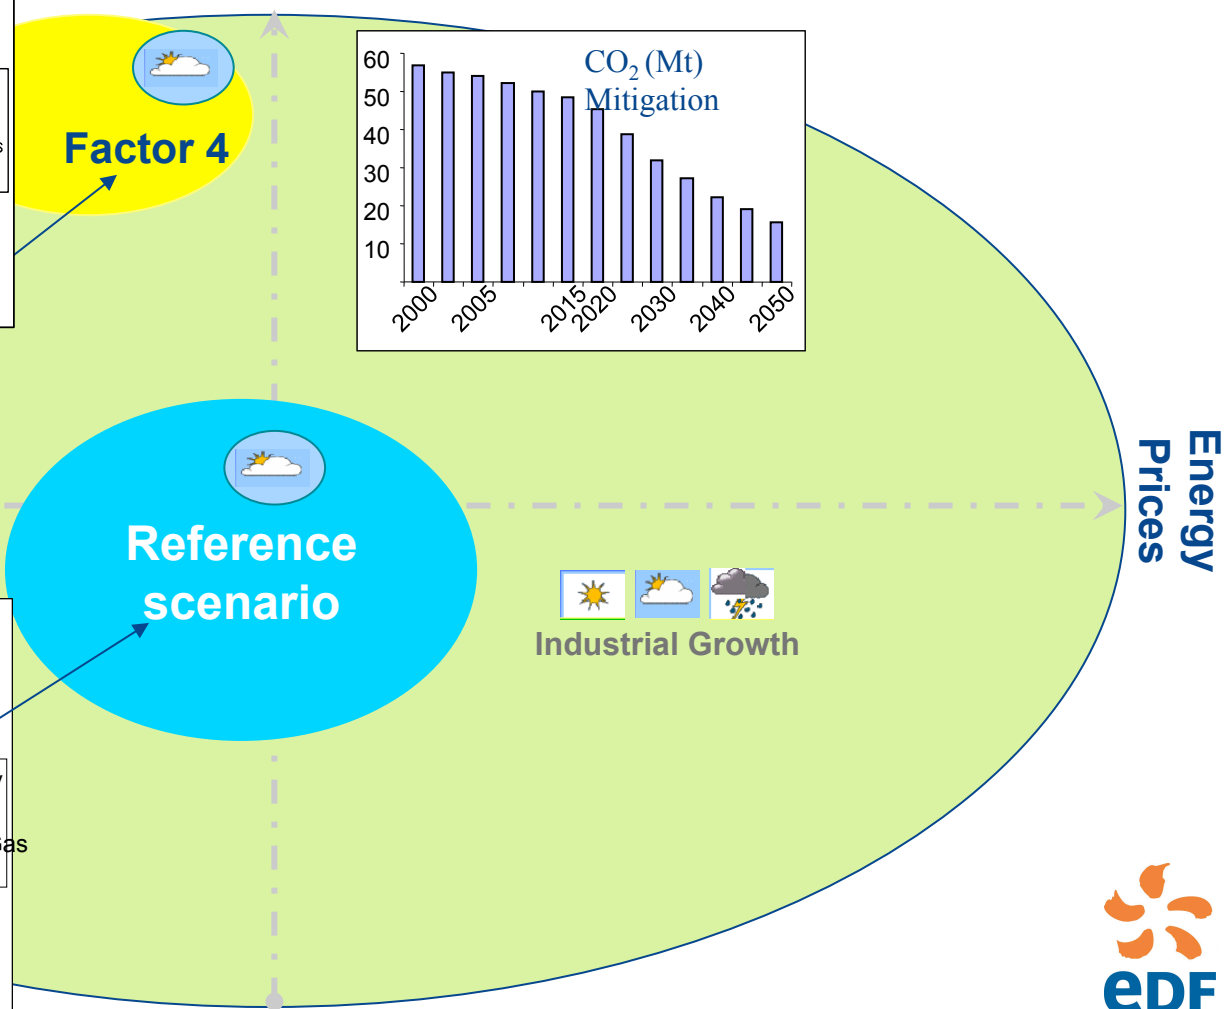 CO₂ (Mt)
Mitigation
60
50
40
30
20
10
2000
2005
2015
2020
2030
2040
2050
s
Factor 4
Energy
Prices
Reference
scenario
Industrial Growth
Gas
eDF